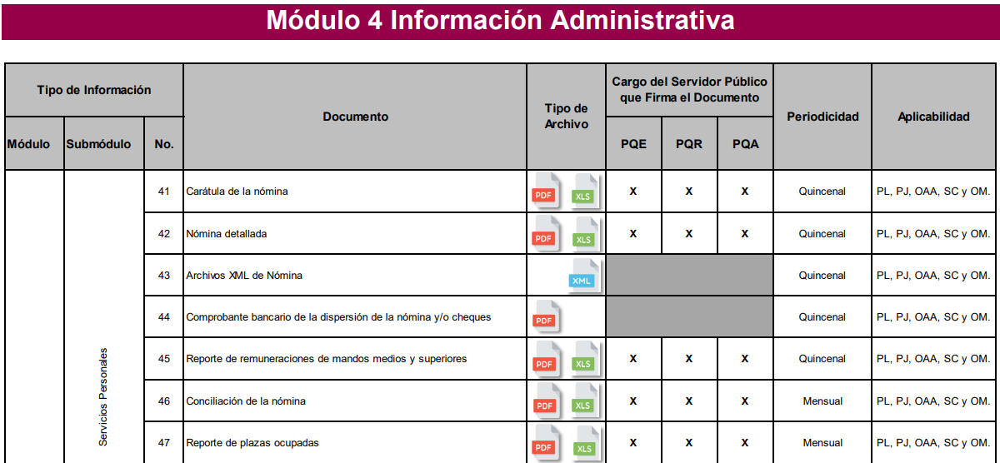 Módulo 4 Información Administrativa
Tipo de Información
Documento
Tipo de
Archivo
Cargo del Servidor Público
que Firma el Documento
Periodicidad
Aplicabilidad
Módulo
Submódulo
No.
PQE
PQR
PQA
41 Carátula de la nómina PDF XLS X X X Quincenal PL, PJ, OAA, SC y OM.
42 Nómina detallada PDF XLS X X X Quincenal PL, PJ, OAA, SC y OM.
43 Archivos XML de Nómina XML Quincenal PL, PJ, OAA, SC y OM.
44 Comprobante bancario de la dispersión de la nómina y/o cheques PDF Quincenal PL, PJ, OAA, SC y OM.
45 Reporte de remuneraciones de mandos medios y superiores PDF XLS X X X Quincenal PL, PJ, OAA, SC y OM.
46 Conciliación de la nómina PDF XLS X X X Mensual PL, PJ, OAA, SC y OM.
47 Reporte de plazas ocupadas PDF XLS X X X Mensual PL, PJ, OAA, SC y OM.
Servicios Personales